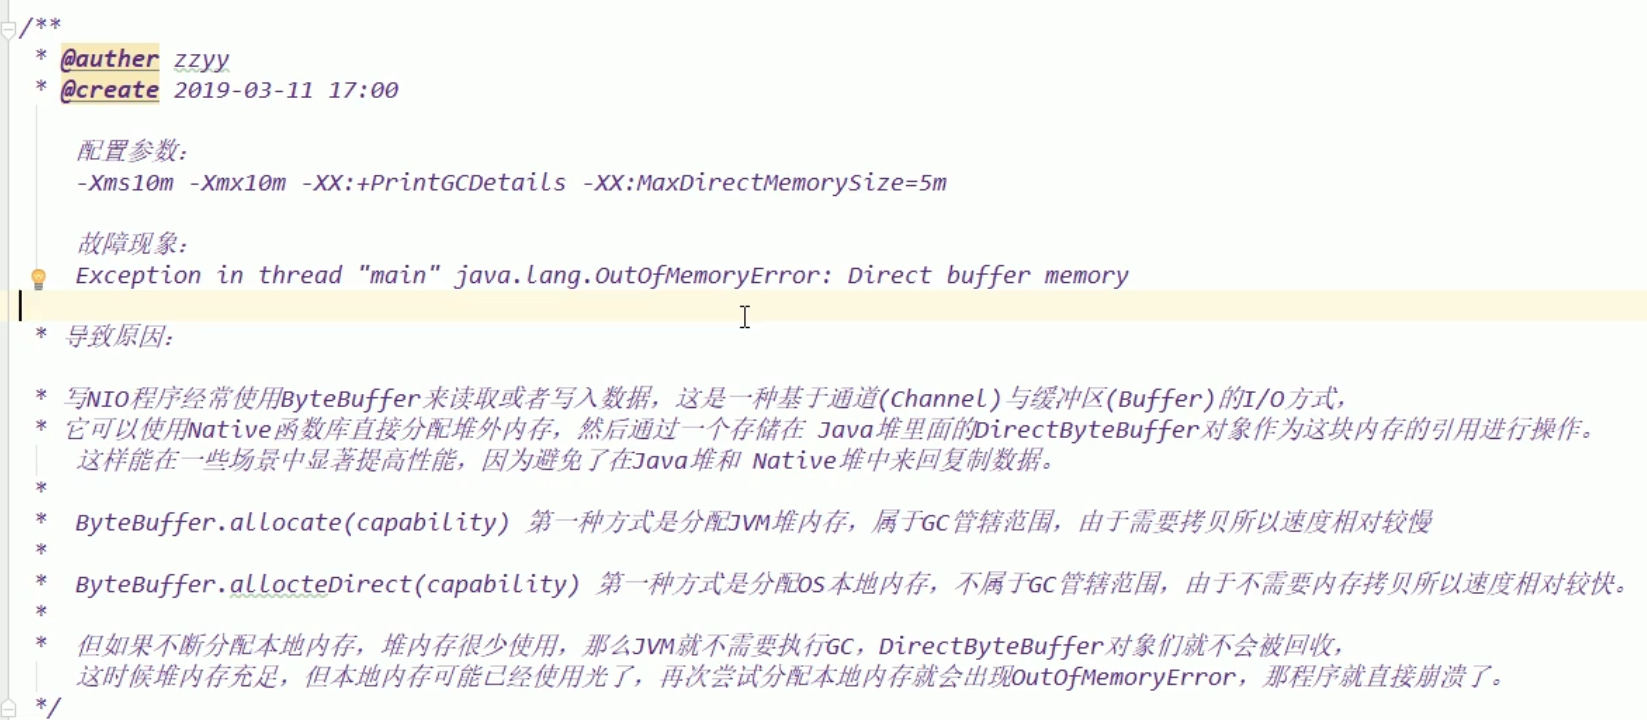 /**
* @auther zzyy
* @create 2019-03-11 17:00
配置参数：
-Xms10m -Xmx10m -XX:+PrintGCDetails -XX:MaxDirectMemorySize=5m
故障现象：
Exception in thread "main" java.lang.OutOfMemoryError: Direct buffer memory
* 导致原因：
* 写NIO程序经常使用ByteBuffer来读取或者写入数据，这是一种基于通道(Channel)与缓冲区(Buffer)的I/O方式，
* 它可以使用Native函数库直接分配堆外内存，然后通过一个存储在 Java堆里面的DirectByteBuffer对象作为这块内存的引用进行操作。
这样能在一些场景中显著提高性能，因为避免了在Java堆和 Native堆中来回复制数据。
*
* ByteBuffer.allocate(capability) 第一种方式是分配JVM堆内存，属于GC管辖范围，由于需要拷贝所以速度相对较慢
*
* ByteBuffer.allocteDirect(capability) 第一种方式是分配OS本地内存，不属于GC管辖范围，由于不需要内存拷贝所以速度相对较快。
*
* 但如果不断分配本地内存，堆内存很少使用，那么JVM就不需要执行GC，DirectByteBuffer对象们就不会被回收，
这时候堆内存充足，但本地内存可能已经使用光了，再次尝试分配本地内存就会出现OutOfMemoryError，那程序就直接崩溃了。
*/